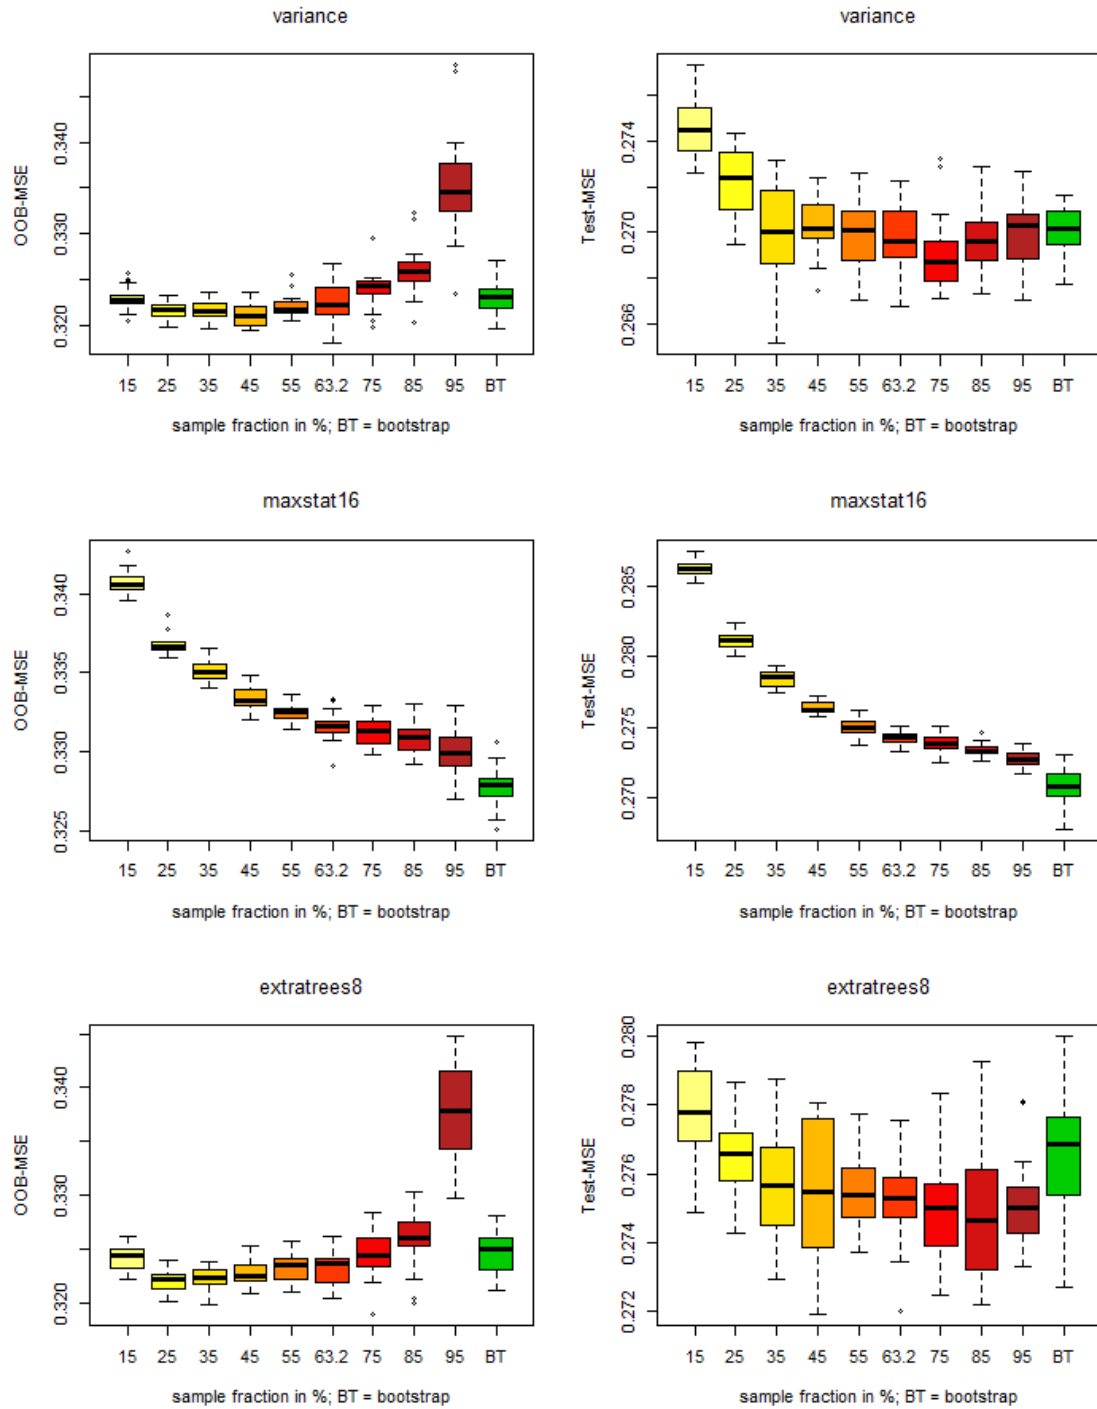 variance
OOB-MSE
0.340
0.330
0.320
15 25 35 45 55 63.2 75 85 95 BT
sample fraction in %; BT = bootstrap
variance
Test-MSE
0.274
0.270
0.266
15 25 35 45 55 63.2 75 85 95 BT
sample fraction in %; BT = bootstrap
maxstat16
OOB-MSE
0.340
0.335
0.330
0.325
15 25 35 45 55 63.2 75 85 95 BT
sample fraction in %; BT = bootstrap
maxstat16
Test-MSE
0.285
0.280
0.275
0.270
15 25 35 45 55 63.2 75 85 95 BT
sample fraction in %; BT = bootstrap
extratrees8
OOB-MSE
0.340
0.330
0.320
15 25 35 45 55 63.2 75 85 95 BT
sample fraction in %; BT = bootstrap
extratrees8
Test-MSE
0.280
0.278
0.276
0.274
0.272
15 25 35 45 55 63.2 75 85 95 BT
sample fraction in %; BT = bootstrap